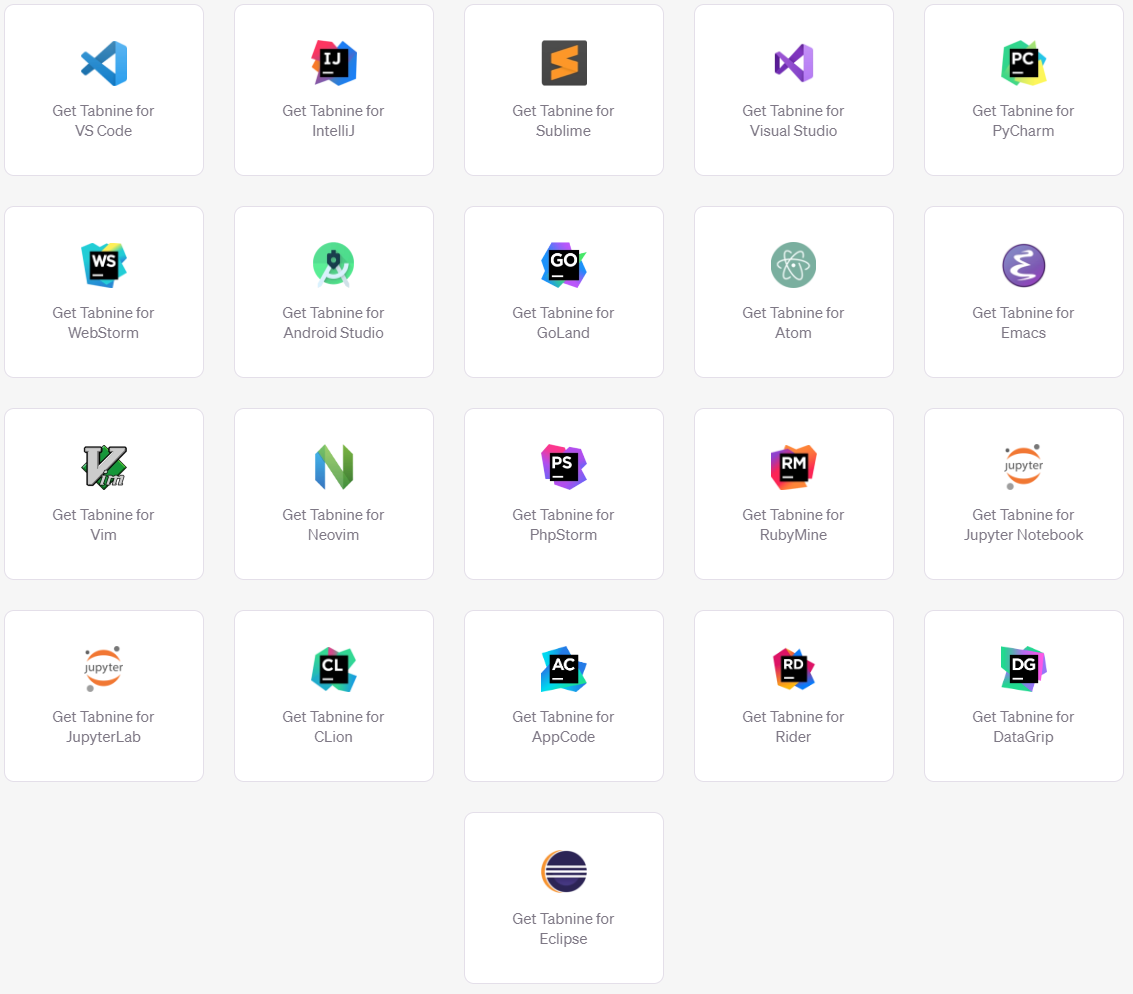 IJ
PC
Get Tabnine for
VS Code
Get Tabnine for
IntelliJ
Get Tabnine for
Sublime
Get Tabnine for
Visual Studio
Get Tabnine for
PyCharm
WS
GO
Get Tabnine for
WebStorm
Get Tabnine for
Android Studio
Get Tabnine for
GoLand
Get Tabnine for
Atom
Get Tabnine for
Emacs
Vim
PS
RM
jupyter
Get Tabnine for
Vim
Get Tabnine for
Neovim
Get Tabnine for
PhpStorm
Get Tabnine for
RubyMine
Get Tabnine for
Jupyter Notebook
jupyter
CL
AC
RD
DG
Get Tabnine for
JupyterLab
Get Tabnine for
CLion
Get Tabnine for
AppCode
Get Tabnine for
Rider
Get Tabnine for
DataGrip
Get Tabnine for
Eclipse